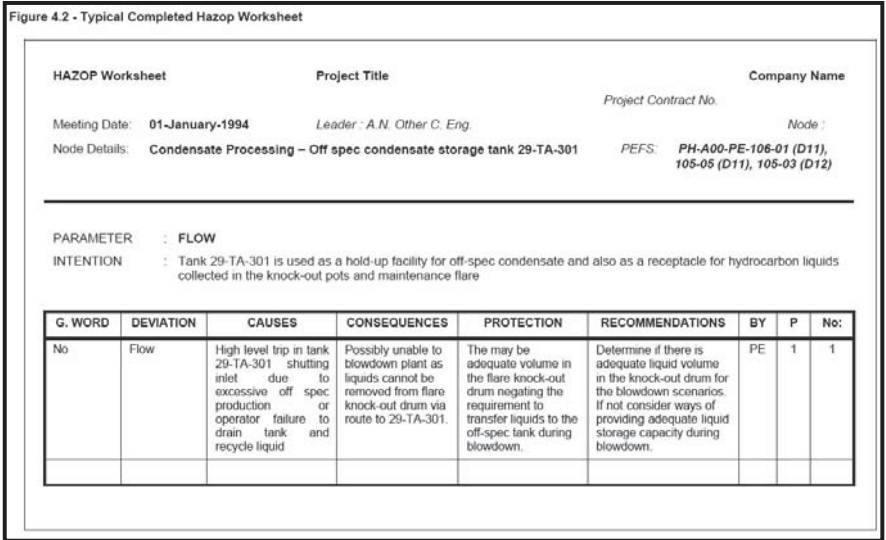 Figure 4.2 - Typical Completed Hazop Worksheet
HAZOP Worksheet Project Title Company Name
Project Contract No.
Meeting Date: 01-January-1994 Leader : A.N. Other C. Eng. Node :
Node Details: Condensate Processing – Off spec condensate storage tank 29-TA-301 PEFS: PH-A00-PE-106-01 (D11),
105-05 (D11), 105-03 (D12)
PARAMETER : FLOW
INTENTION : Tank 29-TA-301 is used as a hold-up facility for off-spec condensate and also as a receptacle for hydrocarbon liquids
collected in the knock-out pots and maintenance flare
G. WORD DEVIATION CAUSES CONSEQUENCES PROTECTION RECOMMENDATIONS BY P No:
No
Flow
High level trip in tank
29-TA-301 shutting
inlet due to
excessive off spec
production or
operator failure to
drain tank and
recycle liquid
Possibly unable to
blowdown plant as
liquids cannot be
removed from flare
knock-out drum via
route to 29-TA-301.
The may be
adequate volume in
the flare knock-out
drum negating the
requirement to
transfer liquids to the
off-spec tank during
blowdown.
Determine if there is
adequate liquid volume
in the knock-out drum for
the blowdown scenarios.
If not consider ways of
providing adequate liquid
storage capacity during
blowdown.
PE
1
1